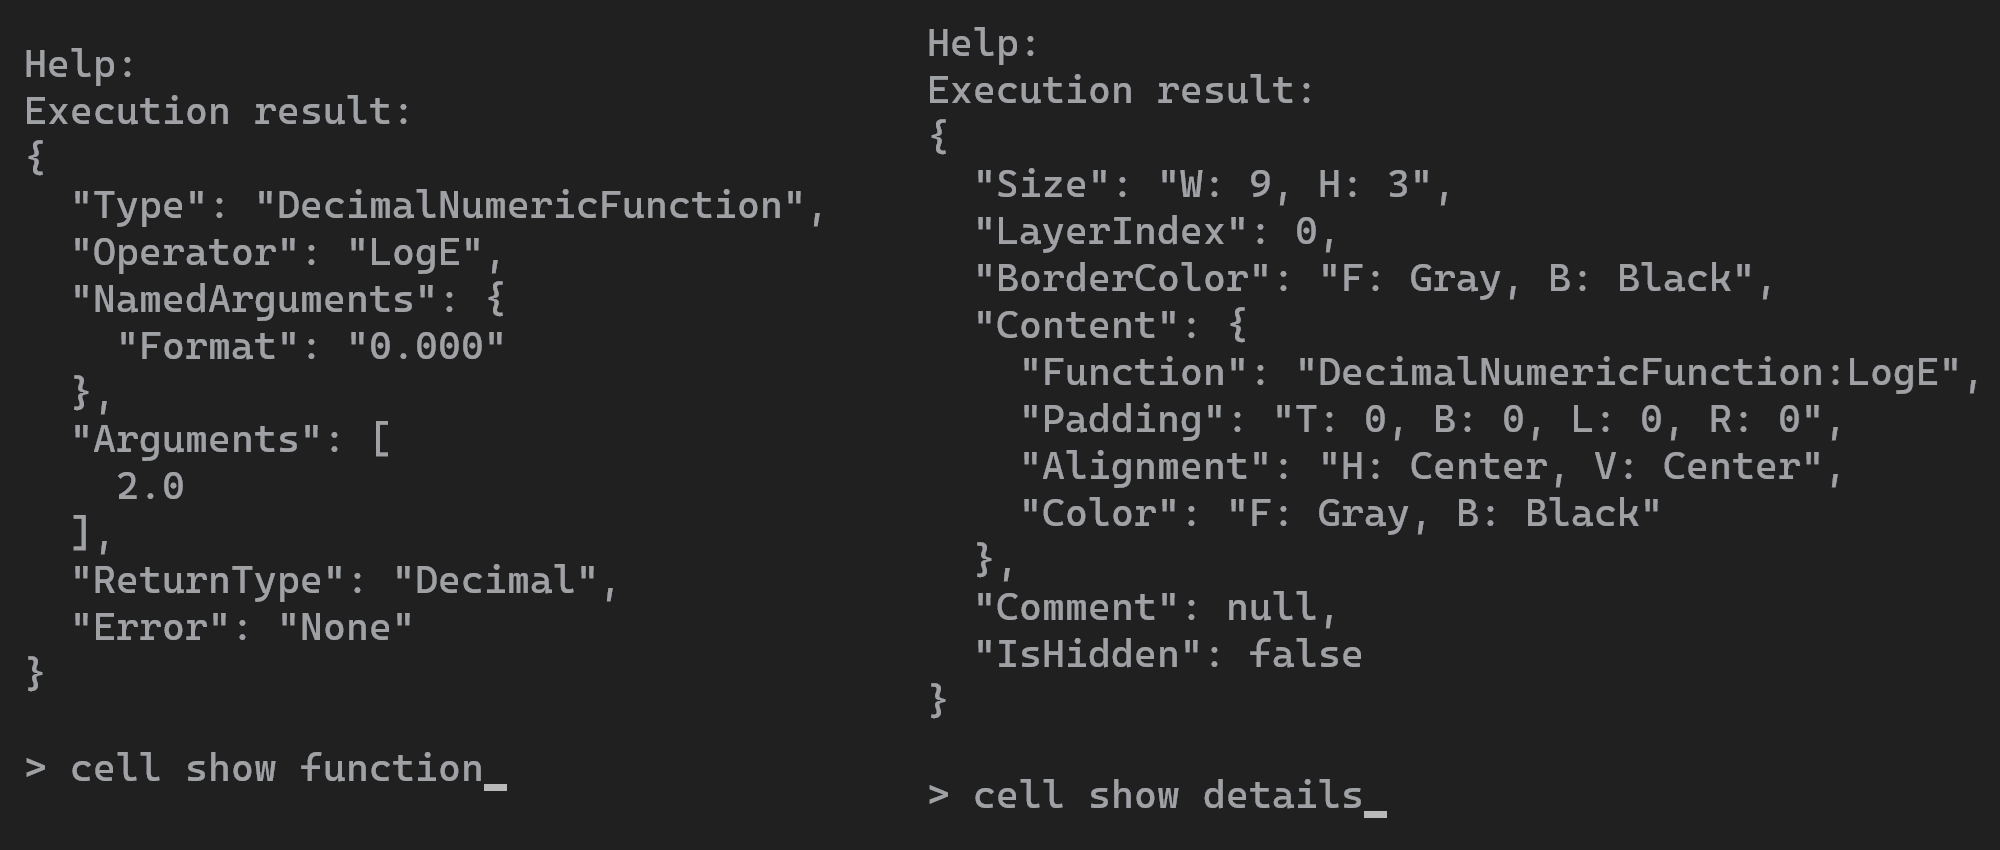 Help:
Execution result:
{
  "Type": "DecimalNumericFunction",
  "Operator": "LogE",
  "NamedArguments": {
    "Format": "0.000"
  },
  "Arguments": [
    2.0
  ],
  "ReturnType": "Decimal",
  "Error": "None"
}
> cell show function_
Help:
Execution result:
{
  "Size": "W: 9, H: 3",
  "LayerIndex": 0,
  "BorderColor": "F: Gray, B: Black",
  "Content": {
    "Function": "DecimalNumericFunction:LogE",
    "Padding": "T: 0, B: 0, L: 0, R: 0",
    "Alignment": "H: Center, V: Center",
    "Color": "F: Gray, B: Black"
  },
  "Comment": null,
  "IsHidden": false
}
> cell show details_